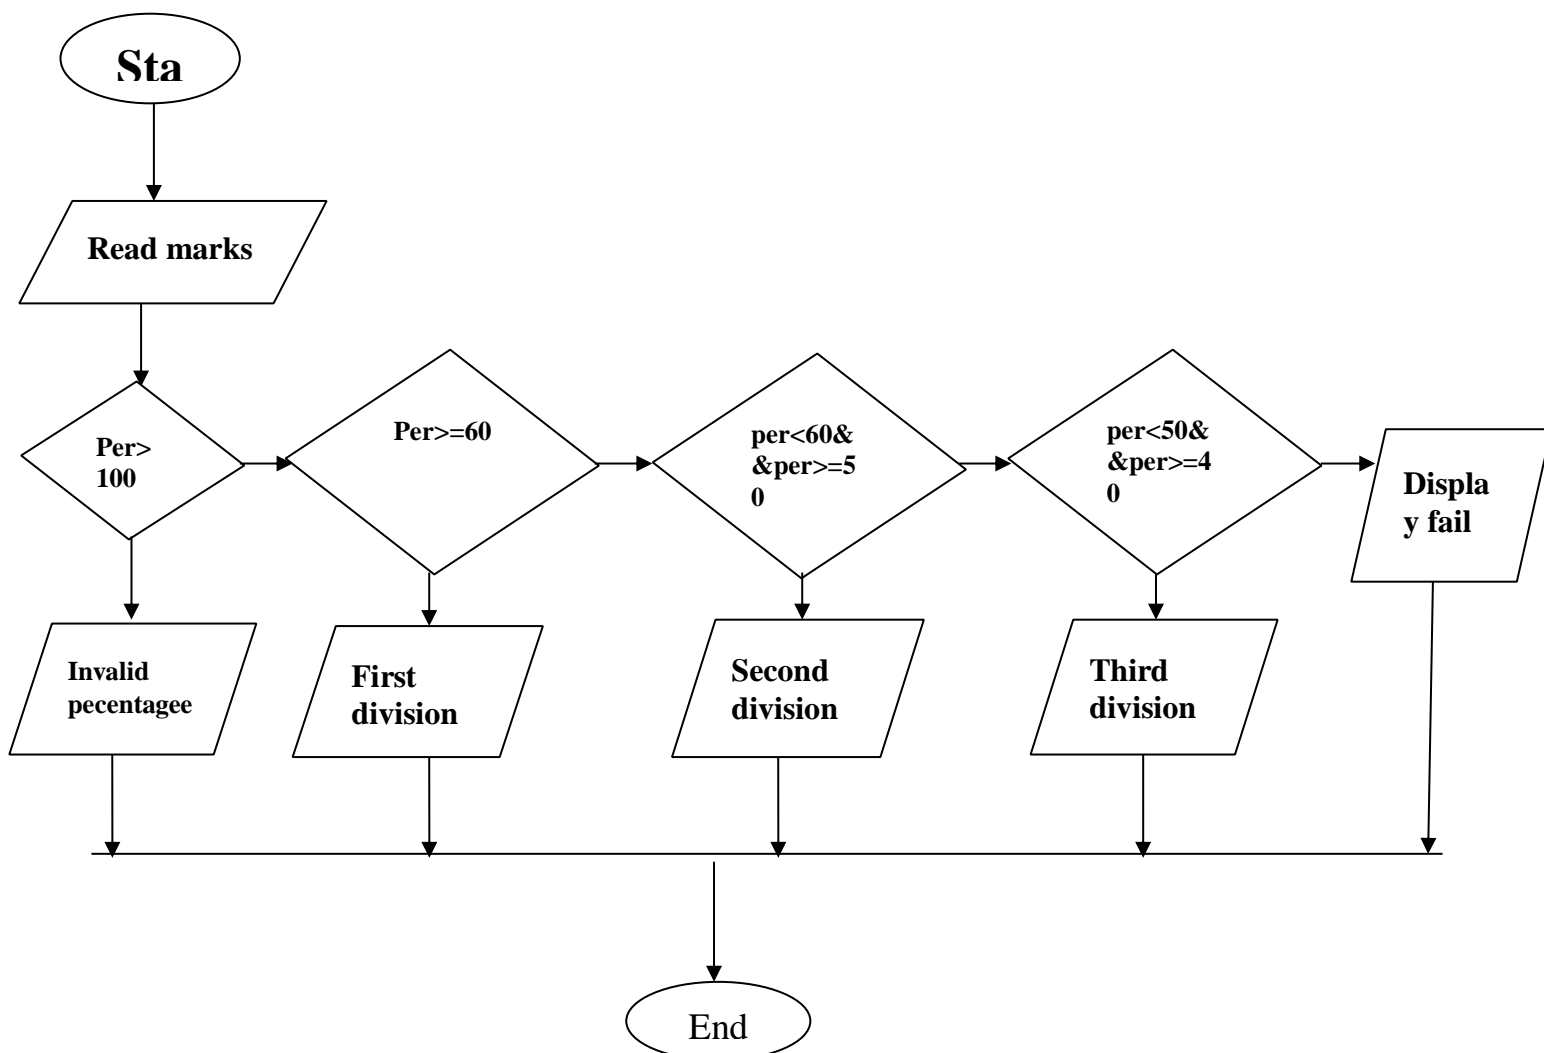 Sta
Read marks
Per>
100
Per>=60
per<60&
&per>=5
0
per<50&
&per>=4
0
Displa
y fail
Invalid
pecentagee
First
division
Second
division
Third
division
End